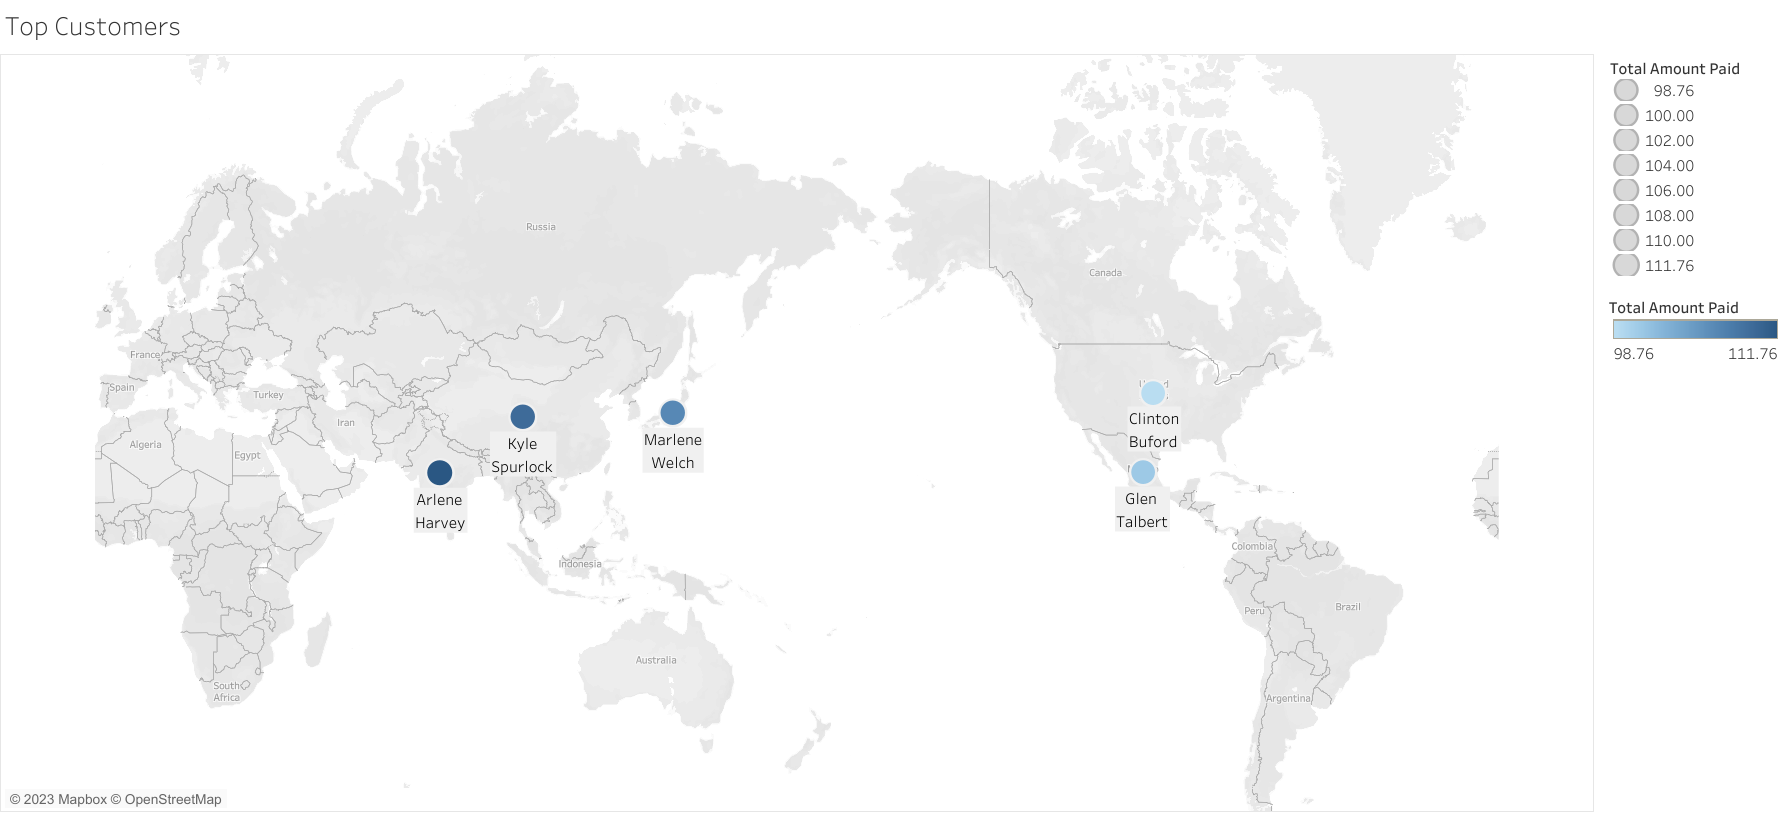 Top Customers
Total Amount Paid
98.76
100.00
102.00
104.00
106.00
108.00
110.00
111.76
Total Amount Paid
98.76 111.76
Russia
Canada
France
Spain
Turkey
Iran
Algeria
Egypt
Kyle
Spurlock
Marlene
Welch
Arlene
Harvey
Clinton
Buford
Glen
Talbert
Indonesia
Colombia
Peru
Brazil
Australia
South
Africa
Argentina
© 2023 Mapbox © OpenStreetMap